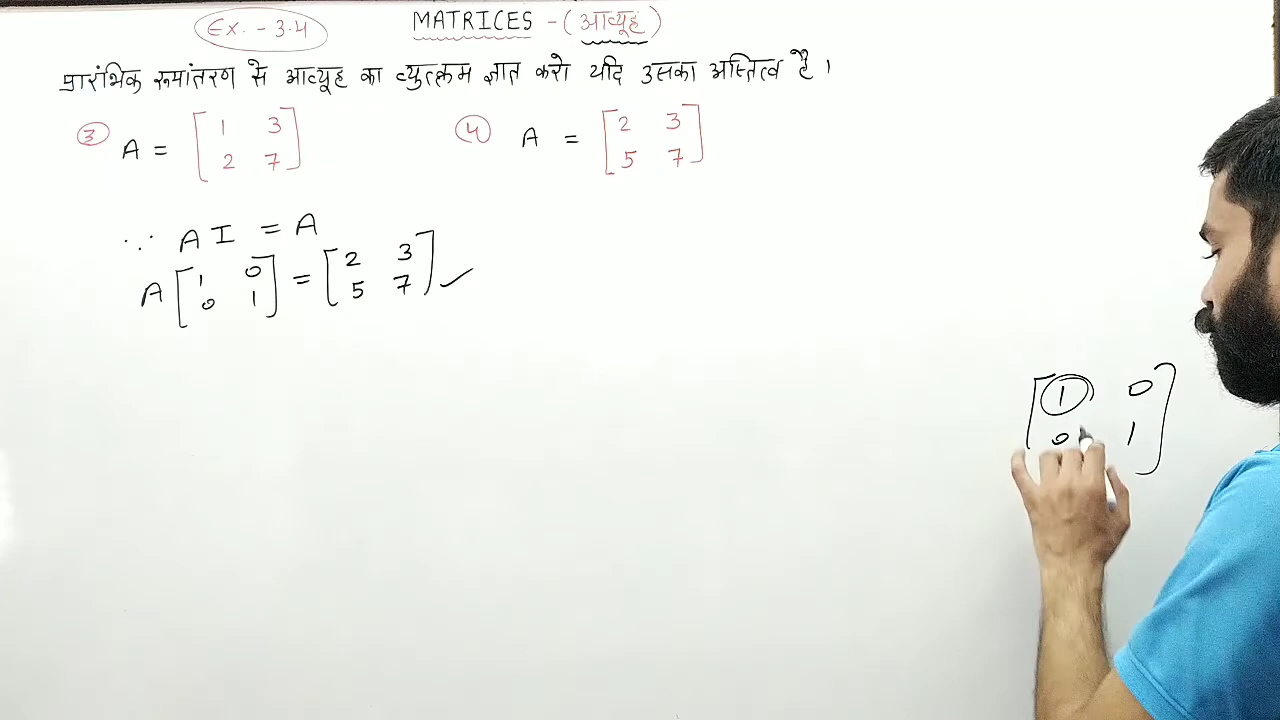 Ex. - 3.4 MATRICES - (आव्यूह)
प्रारंभिक रूपांतरण से आव्यूह का व्युत्क्रम ज्ञात करो यदि उसका अस्तित्व है।
3 A = [1 3 4 A = [2 3
2 7] 5 7]
∵ AI = A
A [1 0 = [2 3
0 1] 5 7] ✓
[1 0
0 1]